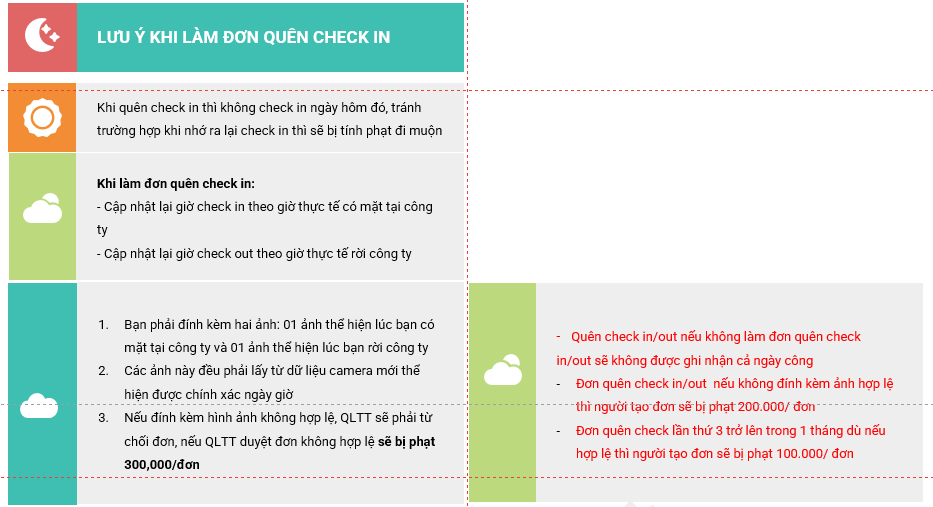 LƯU Ý KHI LÀM ĐƠN QUÊN CHECK IN
Khi quên check in thì không check in ngày hôm đó, tránh
trường hợp khi nhớ ra lại check in thì sẽ bị tính phạt đi muộn
Khi làm đơn quên check in:
- Cập nhật lại giờ check in theo giờ thực tế có mặt tại công
ty
- Cập nhật lại giờ check out theo giờ thực tế rời công ty
1. Bạn phải đính kèm hai ảnh: 01 ảnh thể hiện lúc bạn có
mặt tại công ty và 01 ảnh thể hiện lúc bạn rời công ty
2. Các ảnh này đều phải lấy từ dữ liệu camera mới thể
hiện được chính xác ngày giờ
3. Nếu đính kèm hình ảnh không hợp lệ, QLTT sẽ phải từ
chối đơn, nếu QLTT duyệt đơn không hợp lệ sẽ bị phạt
300,000/đơn
- Quên check in/out nếu không làm đơn quên check
in/out sẽ không được ghi nhận cả ngày công
- Đơn quên check in/out nếu không đính kèm ảnh hợp lệ
thì người tạo đơn sẽ bị phạt 200.000/ đơn
- Đơn quên check lần thứ 3 trở lên trong 1 tháng dù nếu
hợp lệ thì người tạo đơn sẽ bị phạt 100.000/ đơn